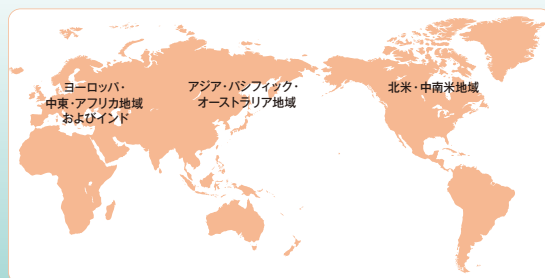 ヨーロッパ・
中東・アフリカ地域
およびインド
アジア・パシフィック・
オーストラリア地域
北米・中南米地域